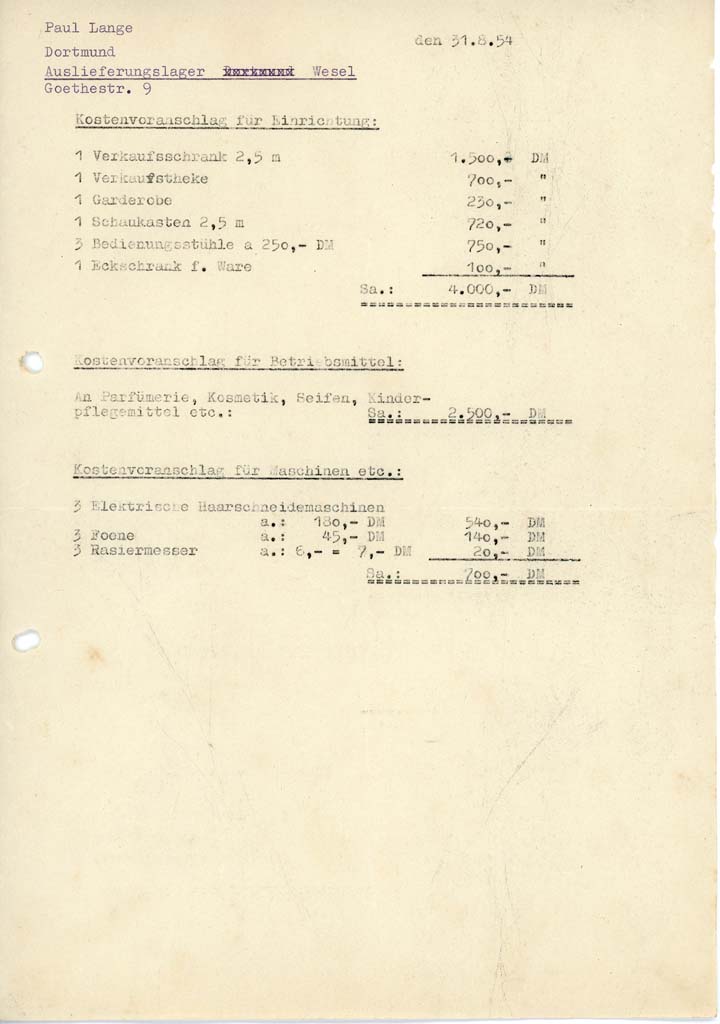 Paul Lange
den 31.8.54
Dortmund
Auslieferungslager Wesel
Goethestr. 9
Kostenvoranschlag für Einrichtung:
1 Verkaufsschrank 2,5 m 1.500,- DM
1 Verkaufstheke 700,- "
1 Garderobe 230,- "
1 Schaukasten 2,5 m 720,- "
3 Bedienungsstühle a 250,- DM 750,- "
1 Eckschrank f. Ware 100,- "
Sa.: 4.000,- DM
Kostenvoranschlag für Betriebsmittel:
An Parfümerie, Kosmetik, Seifen, Kinder-
pflegemittel etc.: Sa.: 2.500,- DM
Kostenvoranschlag für Maschinen etc.:
3 Elektrische Haarschneidemaschinen
a.: 180,- DM 540,- DM
3 Foene a.: 45,- DM 140,- DM
3 Rasiermesser a.: 6,- = 7,- DM 20,- DM
Sa.: 700,- DM